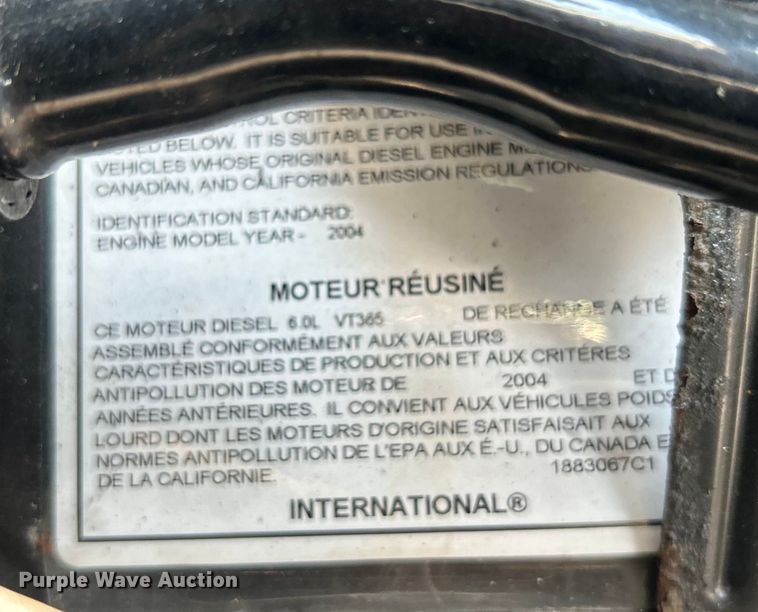 CRITERIA
BELOW. IT IS SUITABLE FOR USE
VEHICLES WHOSE ORIGINAL DIESEL ENGINE
CANADIAN, AND CALIFORNIA EMISSION REGULATIONS
IDENTIFICATION STANDARD:
ENGINE MODEL YEAR - 2004
MOTEUR RÉUSINÉ
CE MOTEUR DIESEL 6.0L VT365 DE RECHANGE A ÉTÉ
ASSEMBLÉ CONFORMÉMENT AUX VALEURS
CARACTÉRISTIQUES DE PRODUCTION ET AUX CRITÈRES
ANTIPOLLUTION DES MOTEUR DE 2004 ET
ANNÉES ANTÉRIEURES. IL CONVIENT AUX VÉHICULES POIDS
LOURD DONT LES MOTEURS D'ORIGINE SATISFAISAIT AUX
NORMES ANTIPOLLUTION DE L'EPA AUX É.-U., DU CANADA
DE LA CALIFORNIE. 1883067C1
INTERNATIONAL®
Purple Wave Auction